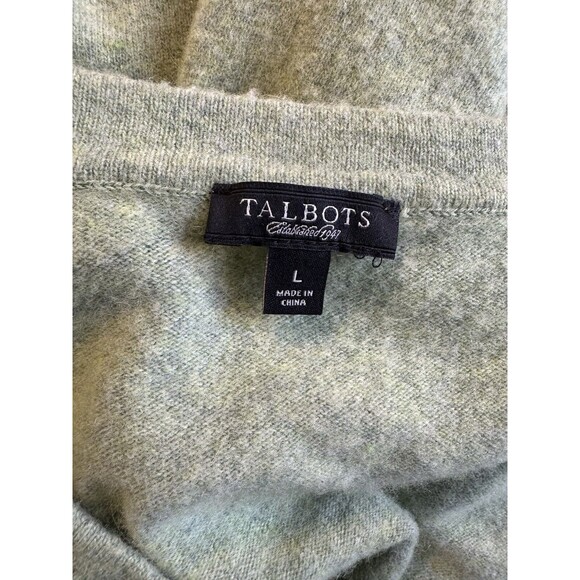 TALBOTS
Established 1947
L
MADE IN
CHINA